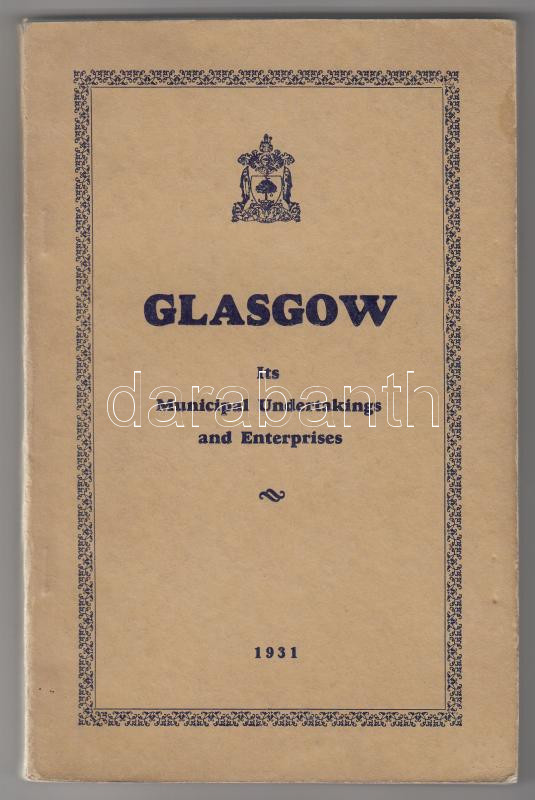 GLASGOW
Its
darabanth
Municipal Undertakings
and Enterprises
1931